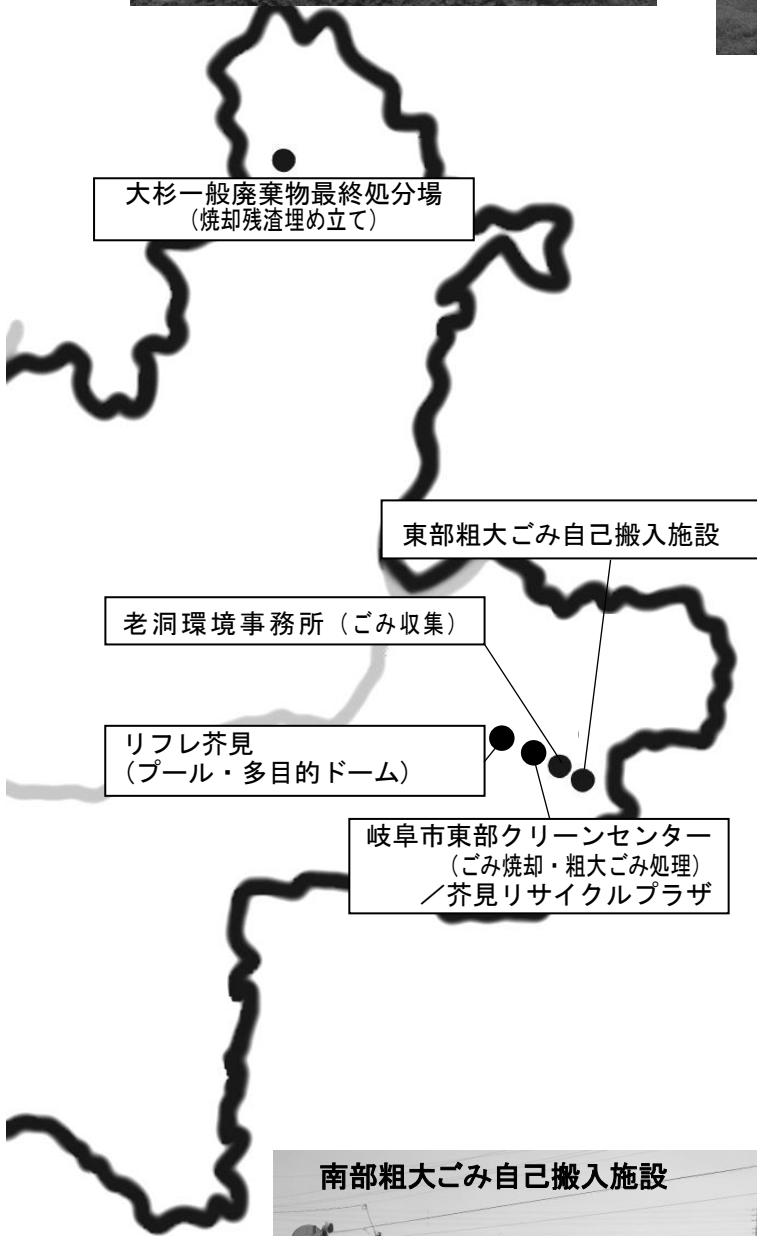 大杉一般廃棄物最終処分場
(焼却残渣埋め立て)
東部粗大ごみ自己搬入施設
老洞環境事務所(ごみ収集)
リフレ芥見
(プール・多目的ドーム)
岐阜市東部クリーンセンター
(ごみ焼却・粗大ごみ処理)
/芥見リサイクルプラザ
南部粗大ごみ自己搬入施設